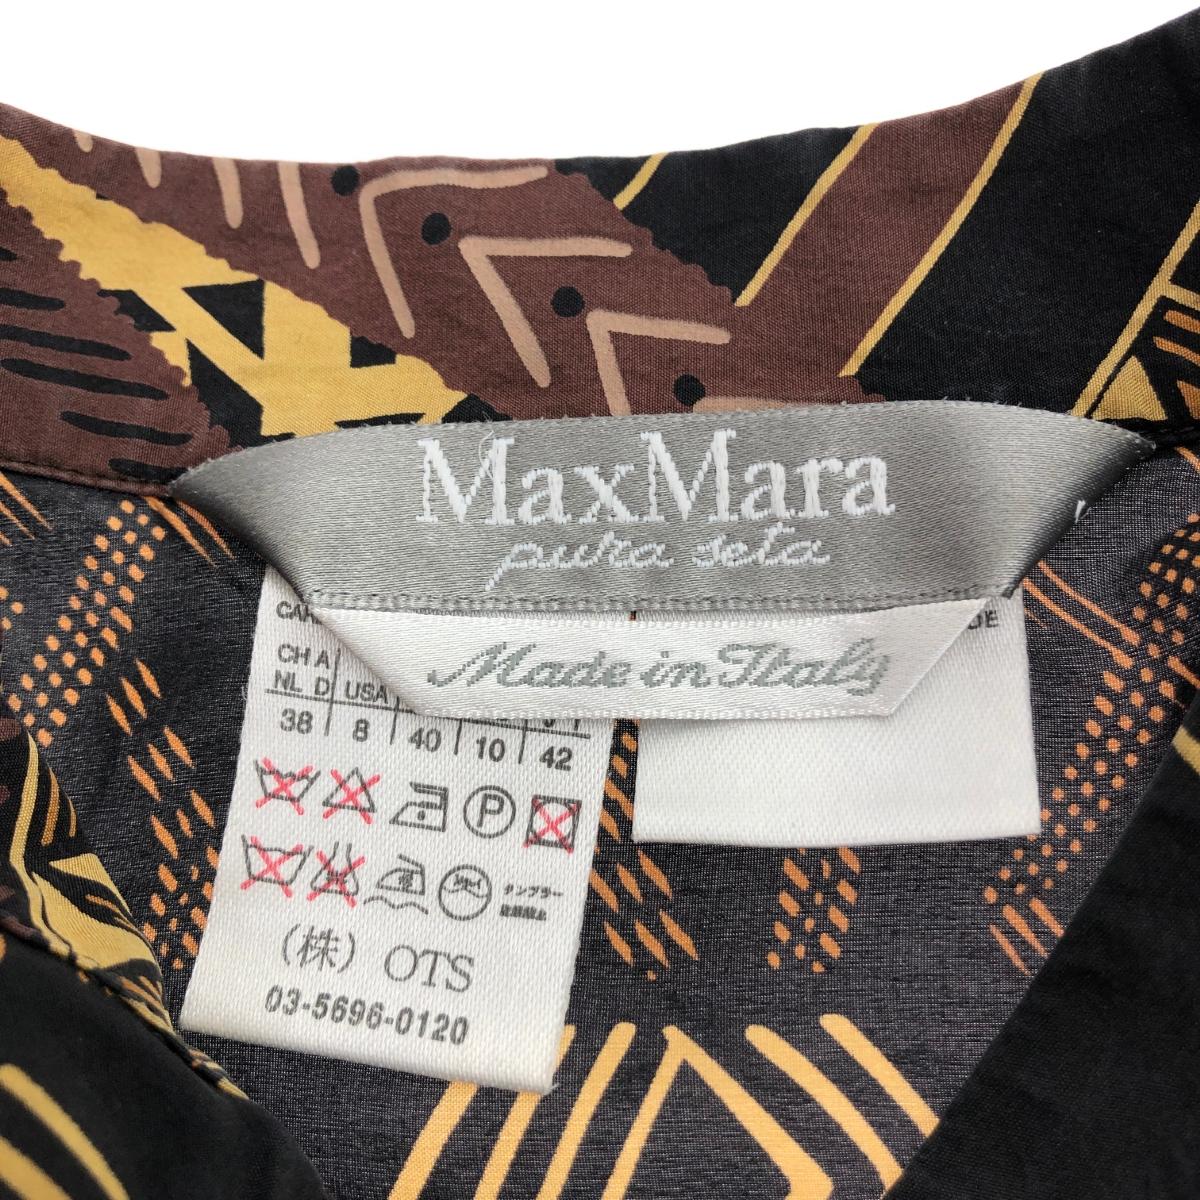 MaxMara
pura seta
Made in Italy
DE
CH A
NL D USA
38 8 40 10 42
P
タンブラー
(株) OTS
03-5696-0120